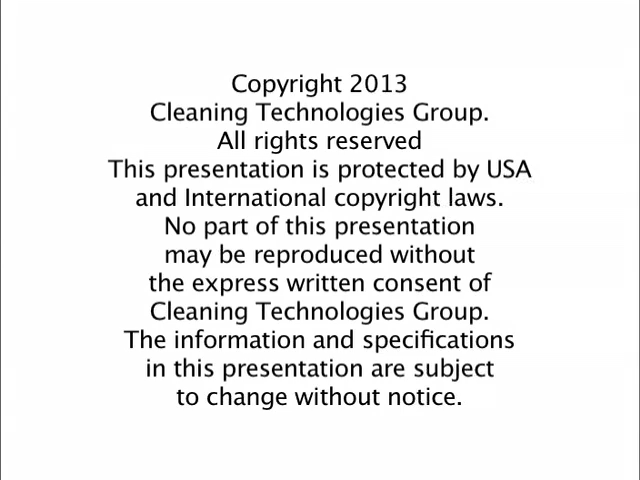 Copyright 2013
Cleaning Technologies Group.
All rights reserved
This presentation is protected by USA
and International copyright laws.
No part of this presentation
may be reproduced without
the express written consent of
Cleaning Technologies Group.
The information and specifications
in this presentation are subject
to change without notice.